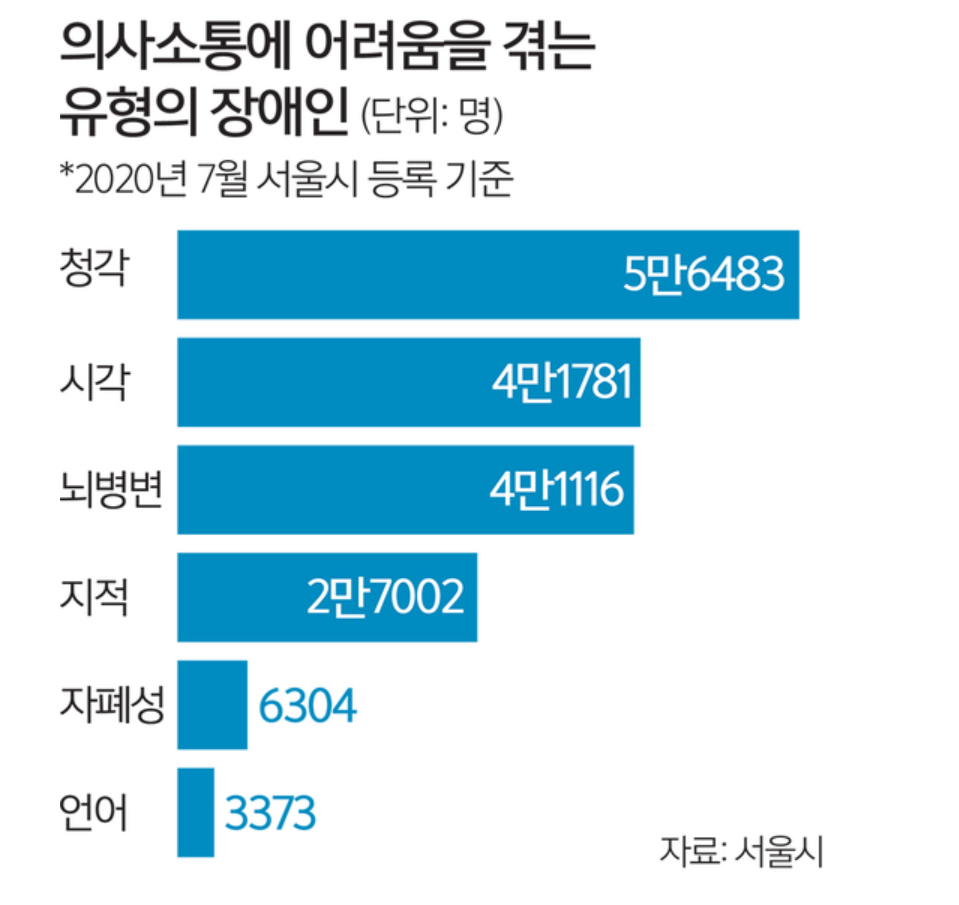 의사소통에 어려움을 겪는
유형의 장애인 (단위: 명)
*2020년 7월 서울시 등록 기준
청각 5만6483
시각 4만1781
뇌병변 4만1116
지적 2만7002
자폐성 6304
언어 3373
자료: 서울시